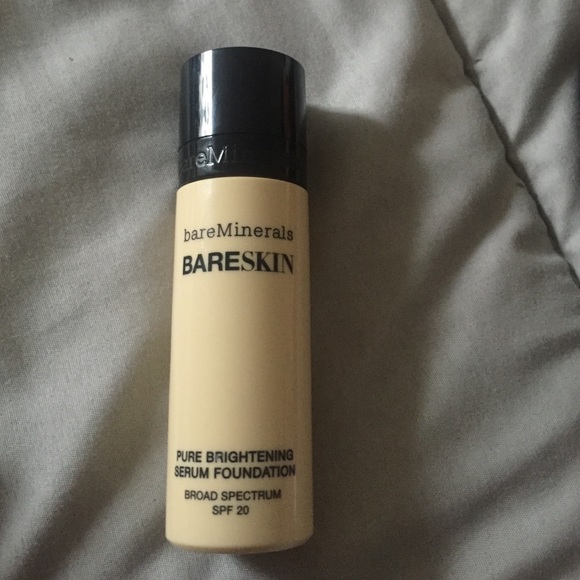 bareMinerals
BARESKIN
PURE BRIGHTENING
SERUM FOUNDATION
BROAD SPECTRUM
SPF 20